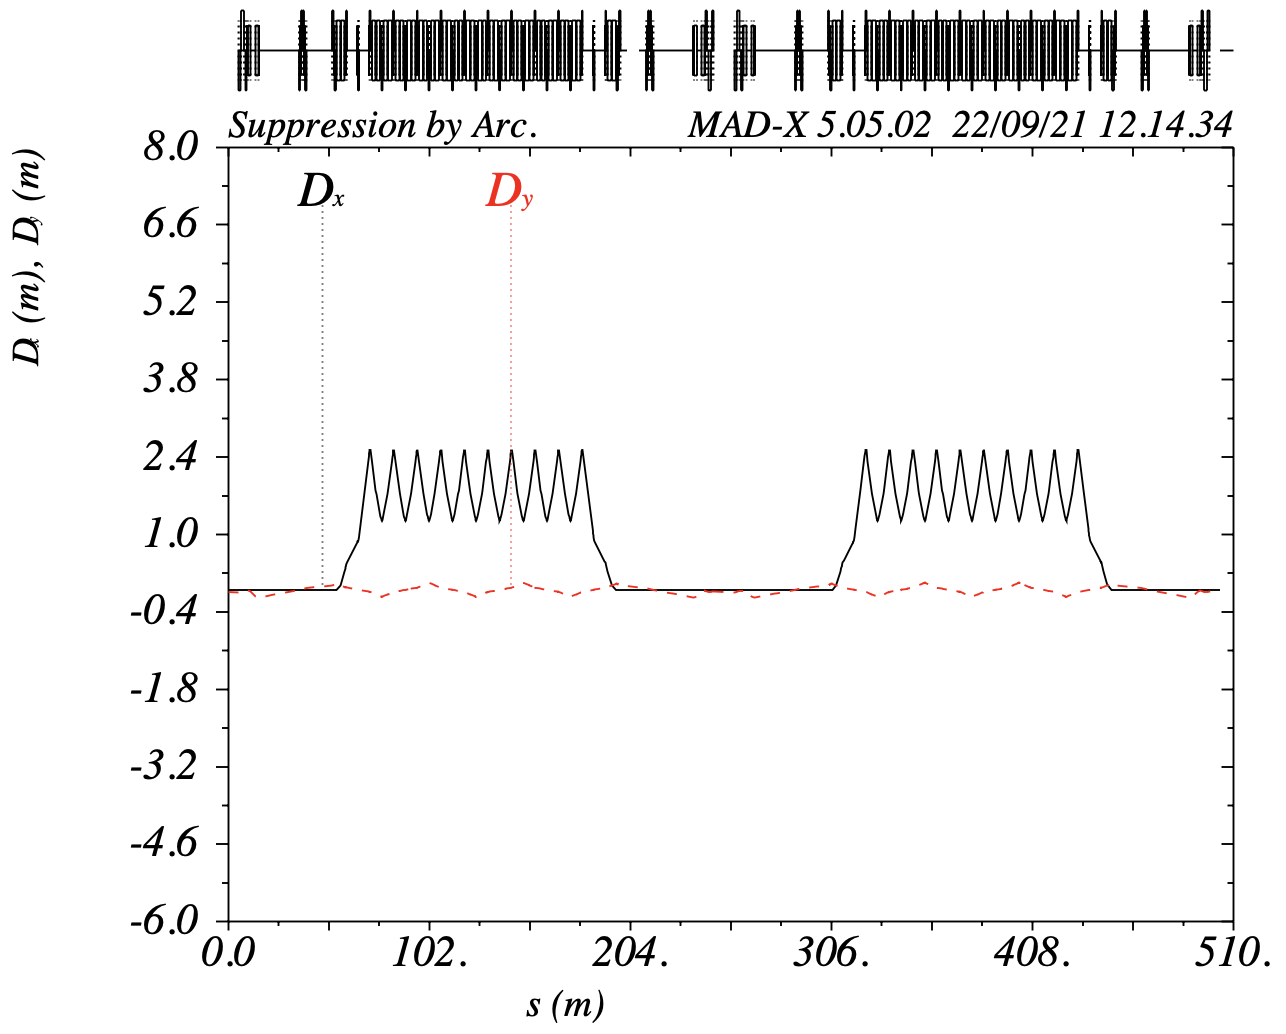 Suppression by Arc. MAD-X 5.05.02 22/09/21 12.14.34
Dx (m), Dy (m)
8.0
6.6
5.2
3.8
2.4
1.0
-0.4
-1.8
-3.2
-4.6
-6.0
Dx Dy
0.0 102. 204. 306. 408. 510.
s (m)